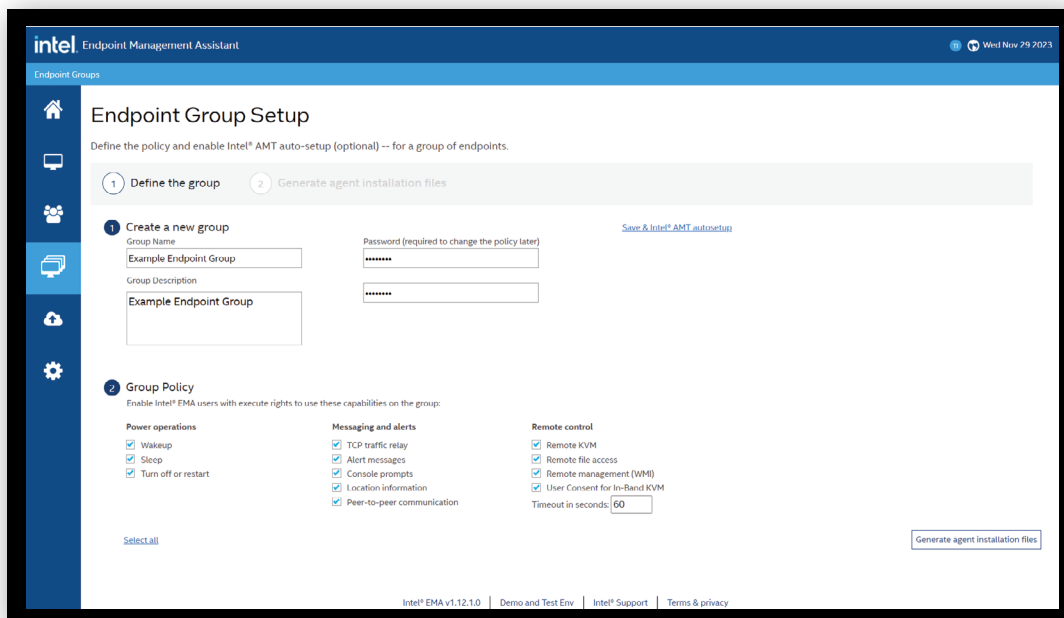 intel. Endpoint Management Assistant
TI Wed Nov 29 2023
Endpoint Groups
Endpoint Group Setup
Define the policy and enable Intel® AMT auto-setup (optional) -- for a group of endpoints.
1 Define the group 2 Generate agent installation files
1 Create a new group
Save & Intel® AMT autosetup
Group Name
Password (required to change the policy later)
Example Endpoint Group
••••••••
Group Description
Example Endpoint Group
••••••••
2 Group Policy
Enable Intel® EMA users with execute rights to use these capabilities on the group:
Power operations
Wakeup
Sleep
Turn off or restart
Messaging and alerts
TCP traffic relay
Alert messages
Console prompts
Location information
Peer-to-peer communication
Remote control
Remote KVM
Remote file access
Remote management (WMI)
User Consent for In-Band KVM
Timeout in seconds: 60
Select all
Generate agent installation files
Intel® EMA v1.12.1.0 | Demo and Test Env | Intel® Support | Terms & privacy